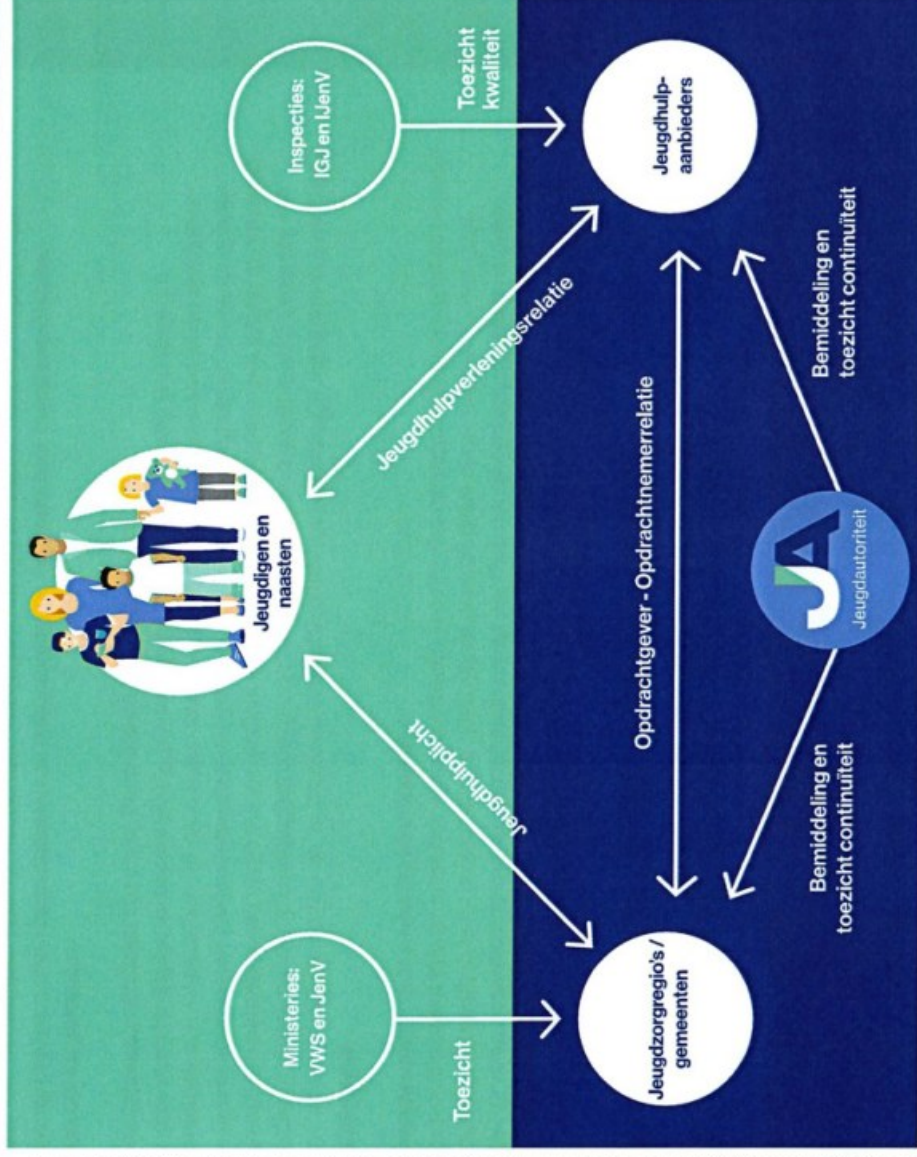 Ministeries:
VWS en JenV
Toezicht
Jeugdigen en
naasten
Inspecties:
IGJ en IJenV
Toezicht
kwaliteit
Jeugdhulpplicht
Jeugdhulpverleningsrelatie
Jeugdzorgregio's /
gemeenten
Opdrachtgever - Opdrachtnemerrelatie
Jeugdhulp-
aanbieders
Bemiddeling en
toezicht continuïteit
JA
Jeugdautoriteit
Bemiddeling en
toezicht continuïteit